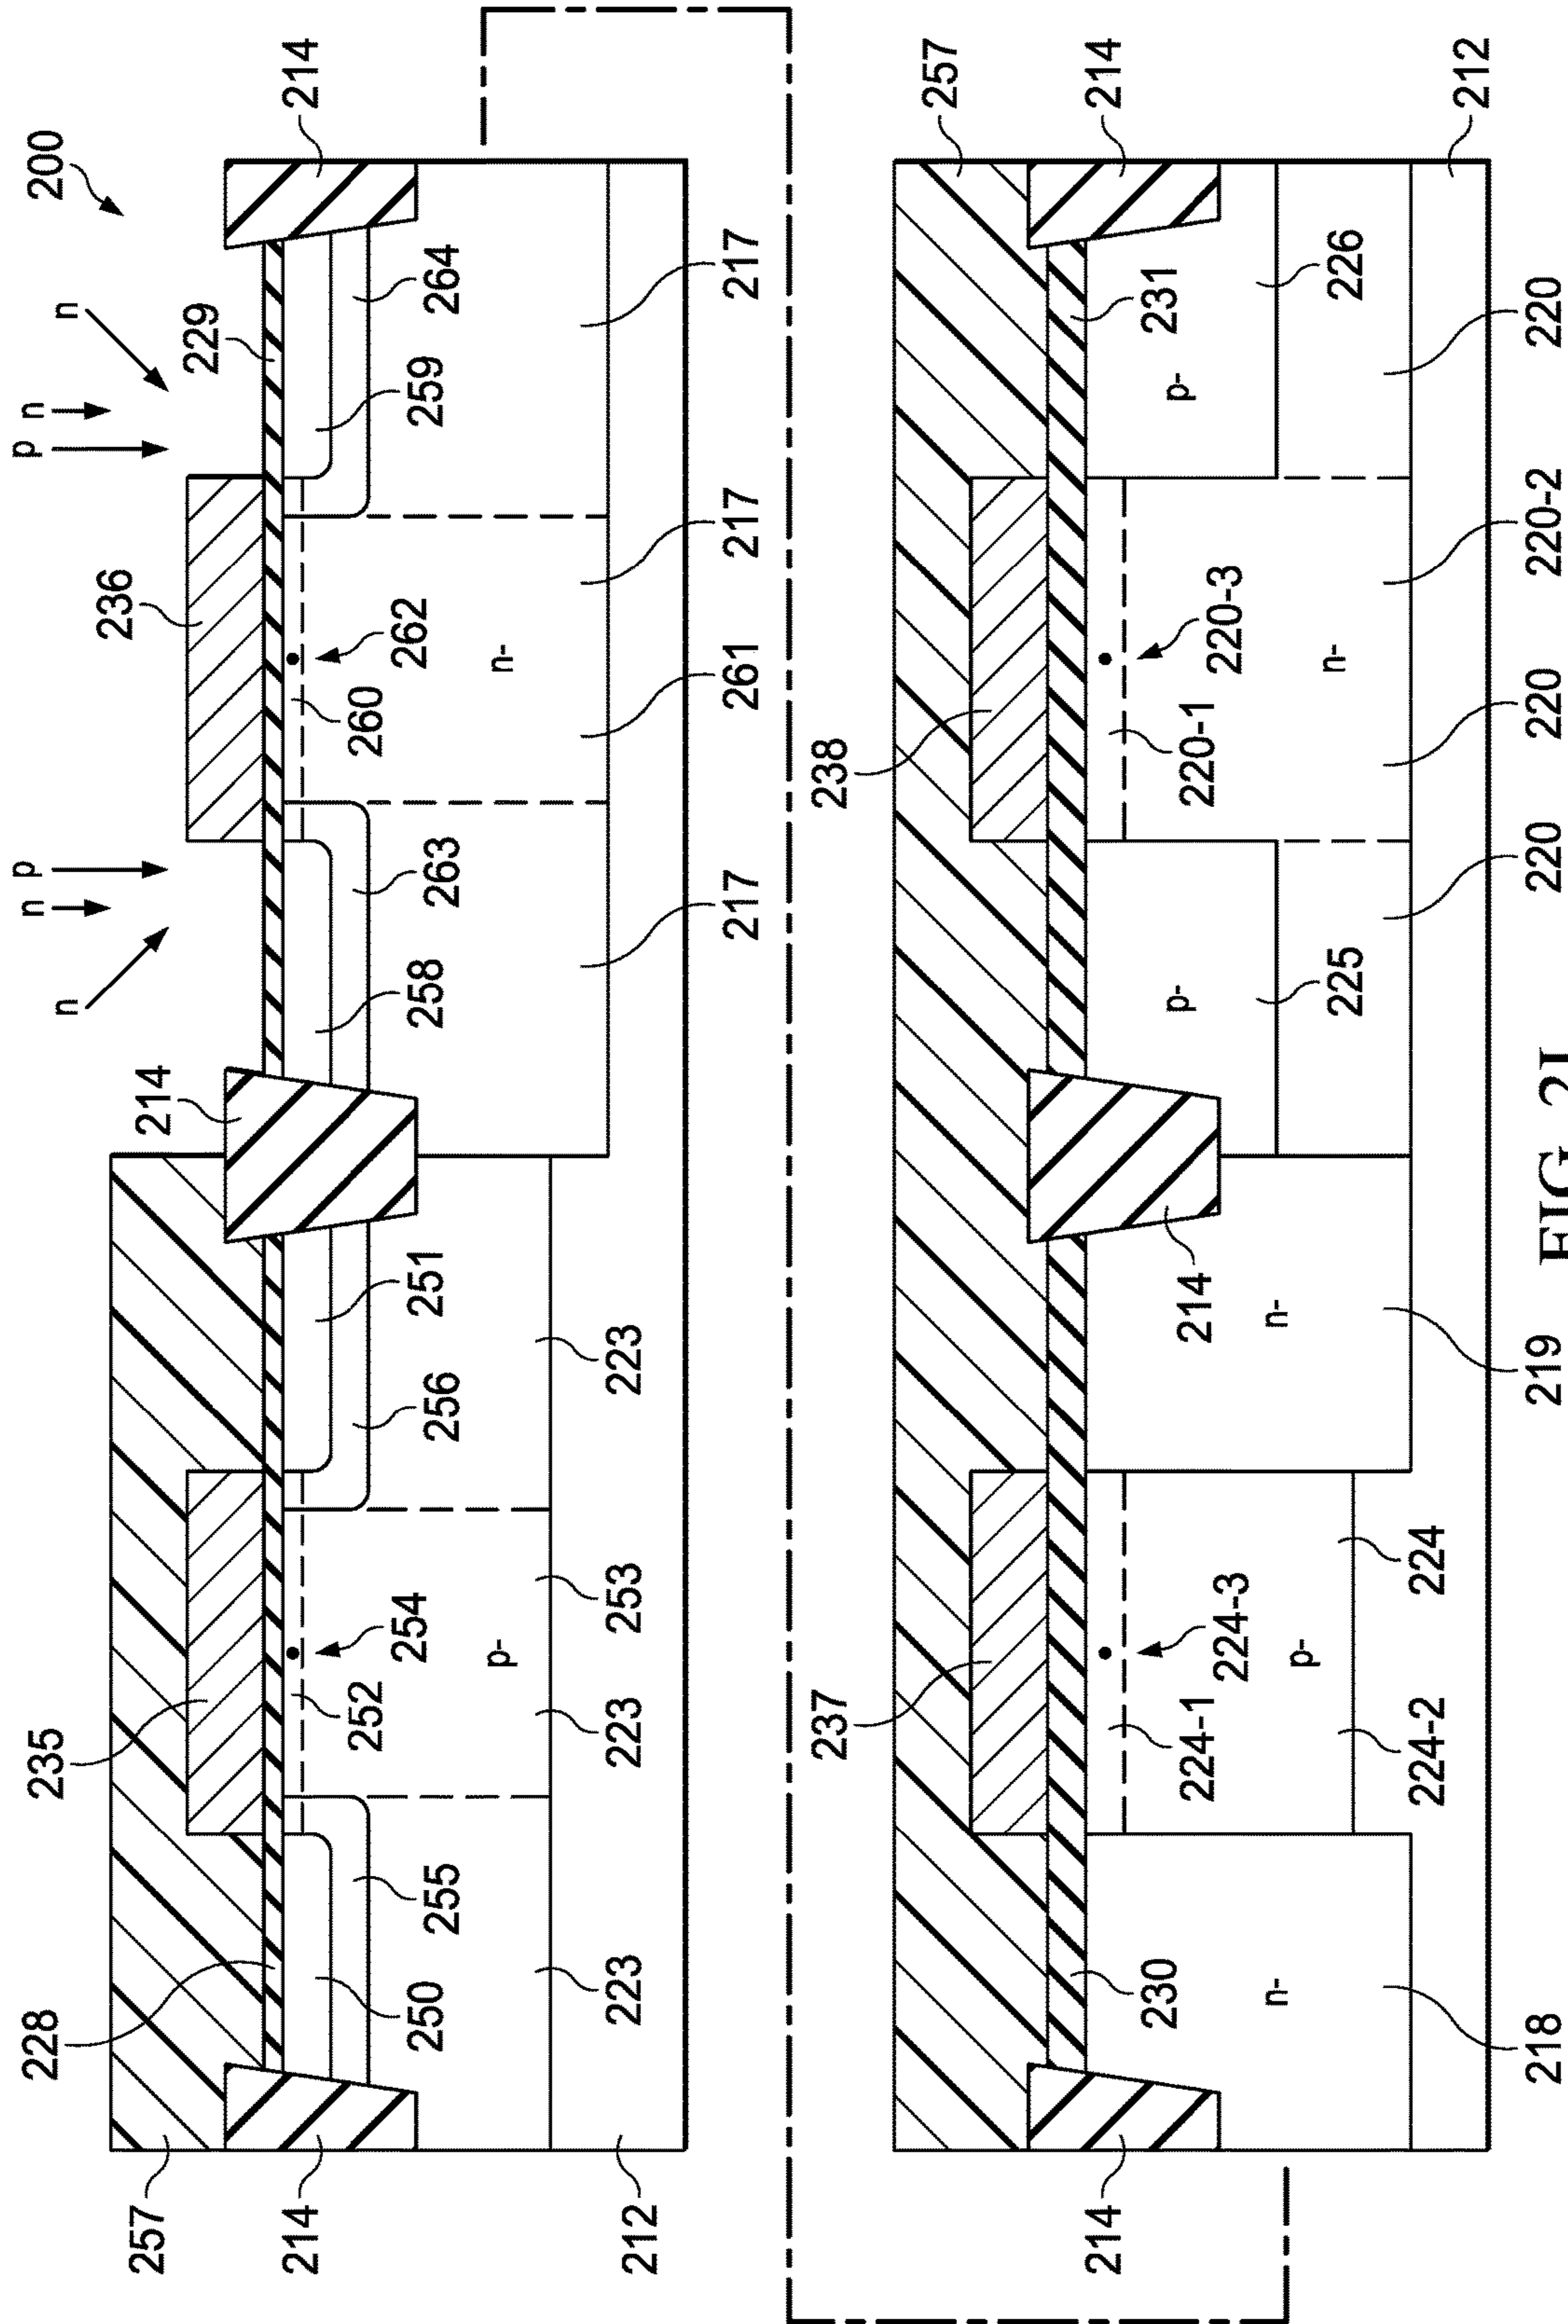 p p
n n
228 235 200
n n
236
257 214 229
214 214
252 260
254 262
250 255 256 251 258 263 259 264
p- n-
212 223 223 253 223
217 261 217 217
237 238 257
214 214
230 231
p- p-
224-1 214 220-1
224-3 220-3
n- n-
p- 225 n- 226
224-2 224 212
218 219 220 220 220-2 220
FIG. 2I